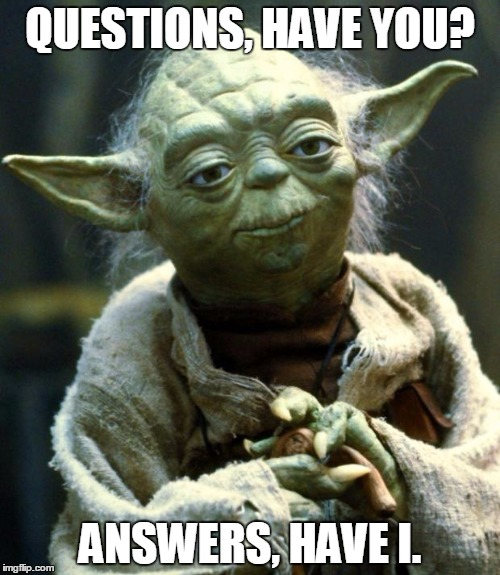 QUESTIONS, HAVE YOU?
ANSWERS, HAVE I.
imgflip.com